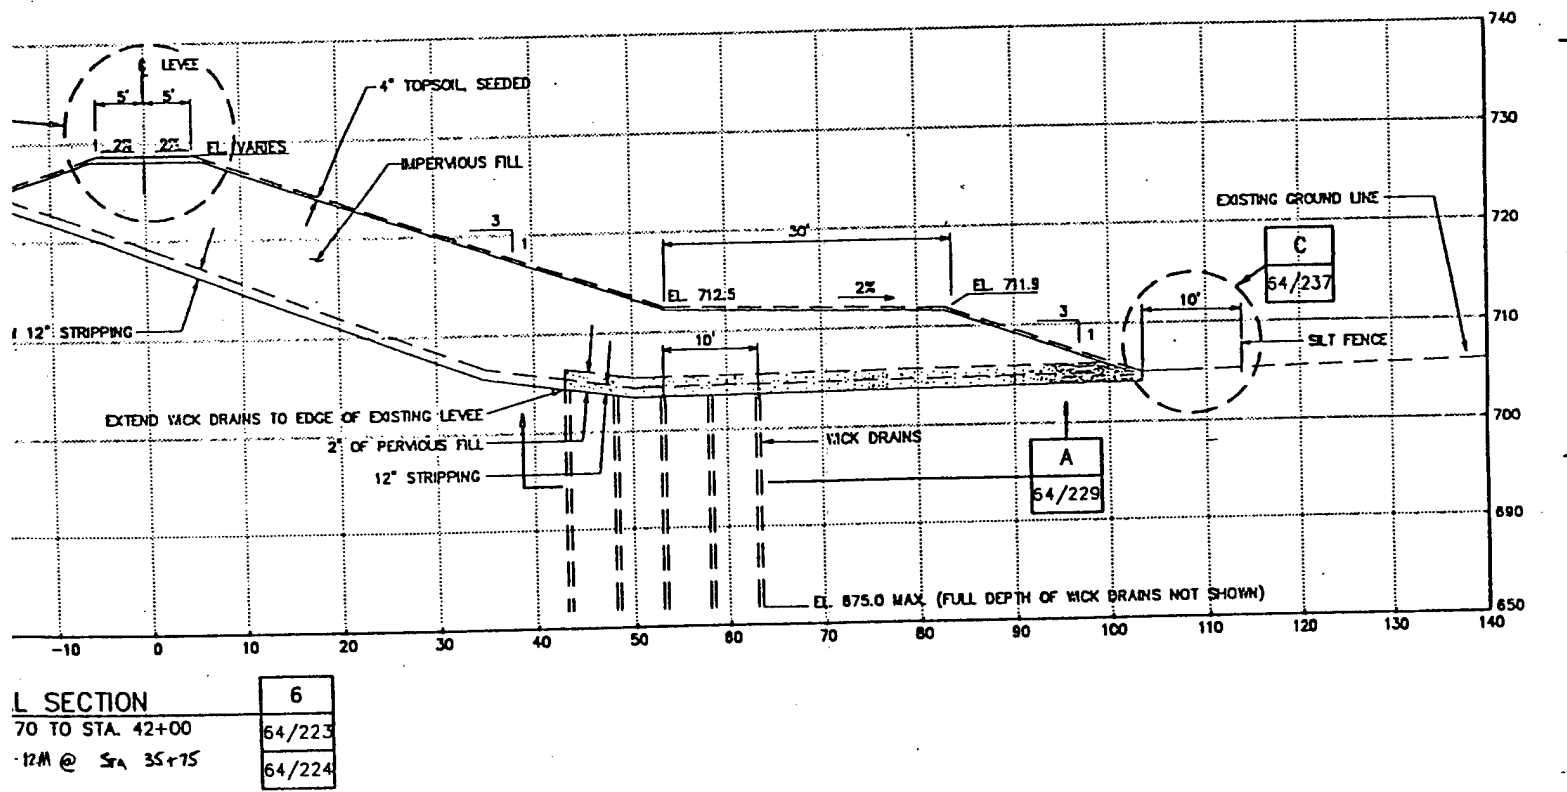 740
℄ LEVEE
5' 5'
4" TOPSOIL, SEEDED
730
2% 2% EL. VARIES
IMPERVIOUS FILL
EXISTING GROUND LINE
720
3
1
30'
C
64/237
EL. 712.5
2%
EL. 711.9
10'
710
12" STRIPPING
3
1
SILT FENCE
10'
EXTEND WICK DRAINS TO EDGE OF EXISTING LEVEE
700
2" OF PERVIOUS FILL
WICK DRAINS
12" STRIPPING
A
64/229
690
EL. 675.0 MAX. (FULL DEPTH OF WICK DRAINS NOT SHOWN)
650
-10 0 10 20 30 40 50 60 70 80 90 100 110 120 130 140
L SECTION
6
70 TO STA. 42+00
64/223
-12M @ Sta 35+75
64/224